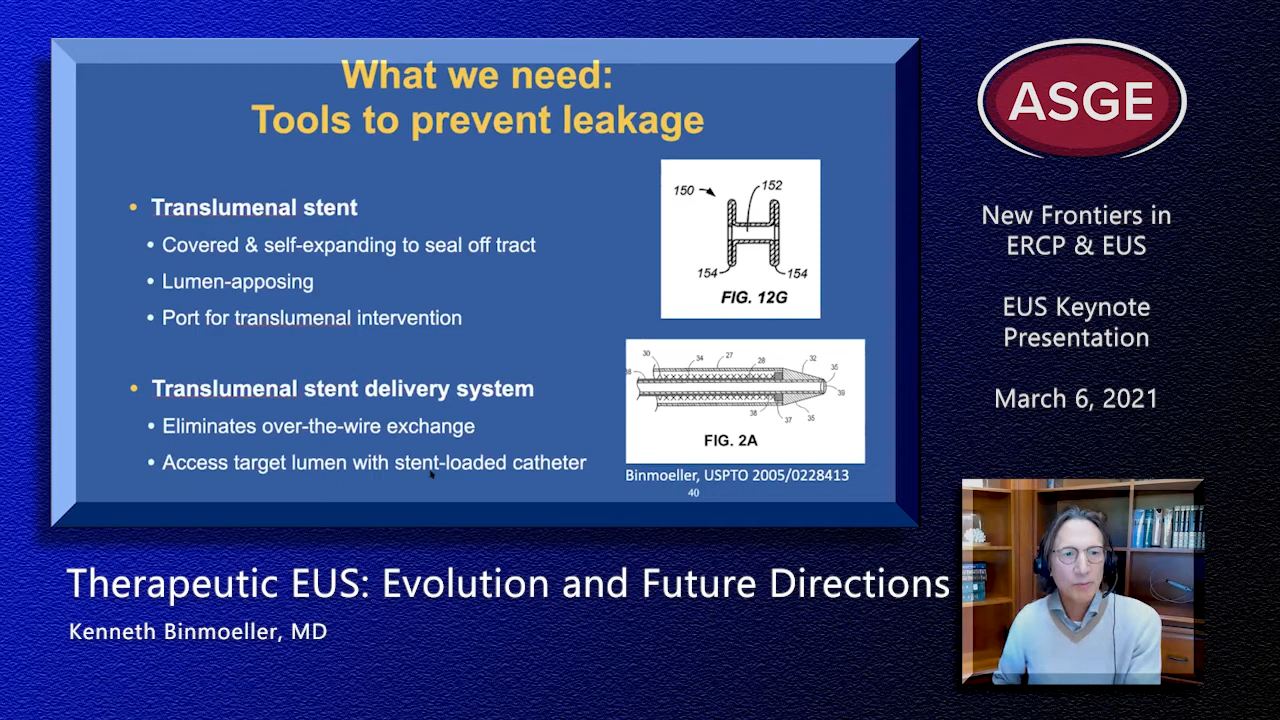 What we need:
Tools to prevent leakage
• Translumenal stent
• Covered & self-expanding to seal off tract
• Lumen-apposing
• Port for translumenal intervention
• Translumenal stent delivery system
• Eliminates over-the-wire exchange
• Access target lumen with stent-loaded catheter
150
152
154
154
FIG. 12G
30
34
27
28
32
35
38
39
36
37
35
FIG. 2A
Binmoeller, USPTO 2005/0228413
40
ASGE
New Frontiers in
ERCP & EUS
EUS Keynote
Presentation
March 6, 2021
Therapeutic EUS: Evolution and Future Directions
Kenneth Binmoeller, MD